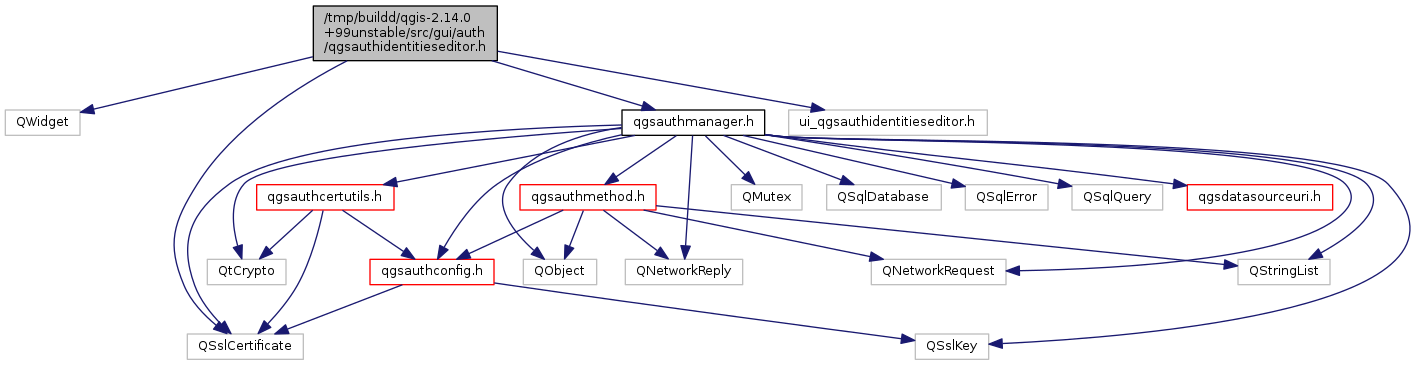 /tmp/buildd/qgis-2.14.0
+99unstable/src/gui/auth
/qgsauthidentitieseditor.h
QWidget
qgsauthmanager.h
ui_qgsauthidentitieseditor.h
qgsauthcertutils.h
qgsauthmethod.h
QMutex
QSqlDatabase
QSqlError
QSqlQuery
qgsdatasourceuri.h
QtCrypto
qgsauthconfig.h
QObject
QNetworkReply
QNetworkRequest
QStringList
QSslCertificate
QSslKey